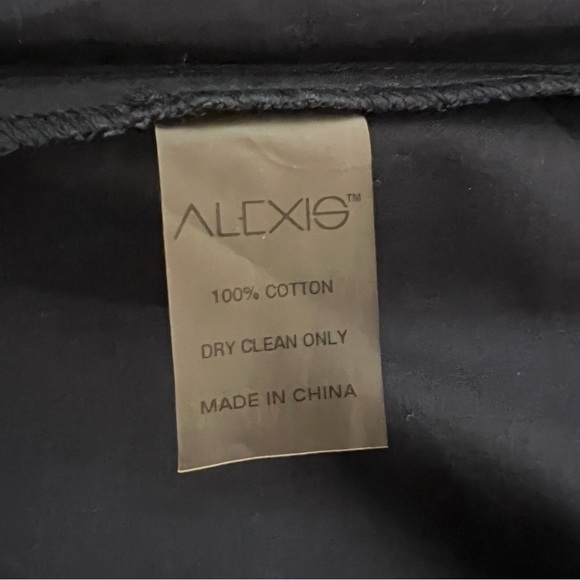 ALEXIS™
100% COTTON
DRY CLEAN ONLY
MADE IN CHINA